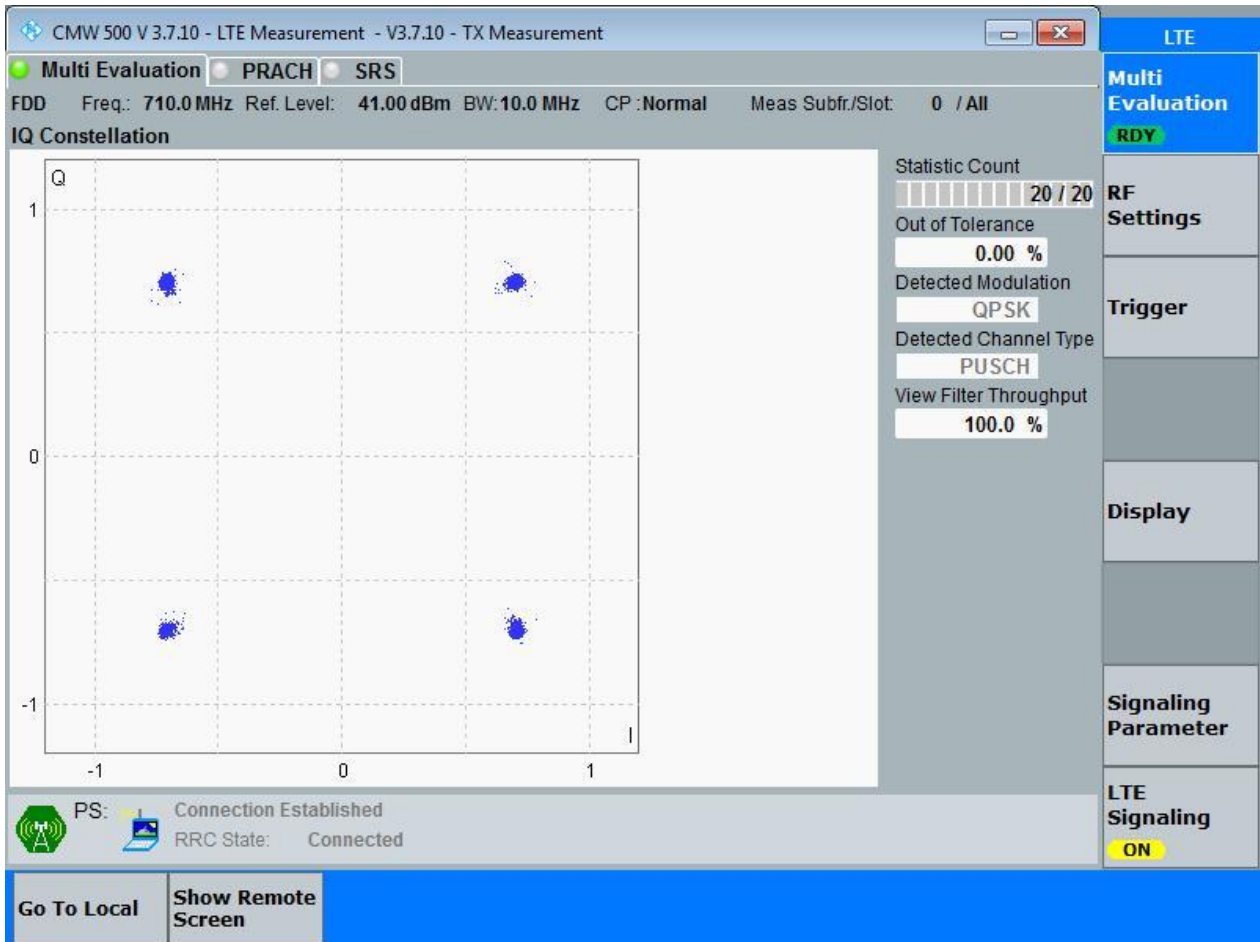 CMW 500 V 3.7.10 - LTE Measurement - V3.7.10 - TX Measurement
LTE
Multi Evaluation PRACH SRS
FDD Freq.: 710.0 MHz Ref. Level: 41.00 dBm BW: 10.0 MHz CP : Normal Meas Subfr./Slot: 0 / All
IQ Constellation
Q
1
0
-1
I
-1 0 1
Statistic Count
20 / 20
Out of Tolerance
0.00 %
Detected Modulation
QPSK
Detected Channel Type
PUSCH
View Filter Throughput
100.0 %
Multi
Evaluation
RDY
RF
Settings
Trigger
Display
Signaling
Parameter
LTE
Signaling
ON
PS: Connection Established
RRC State: Connected
Go To Local
Show Remote
Screen